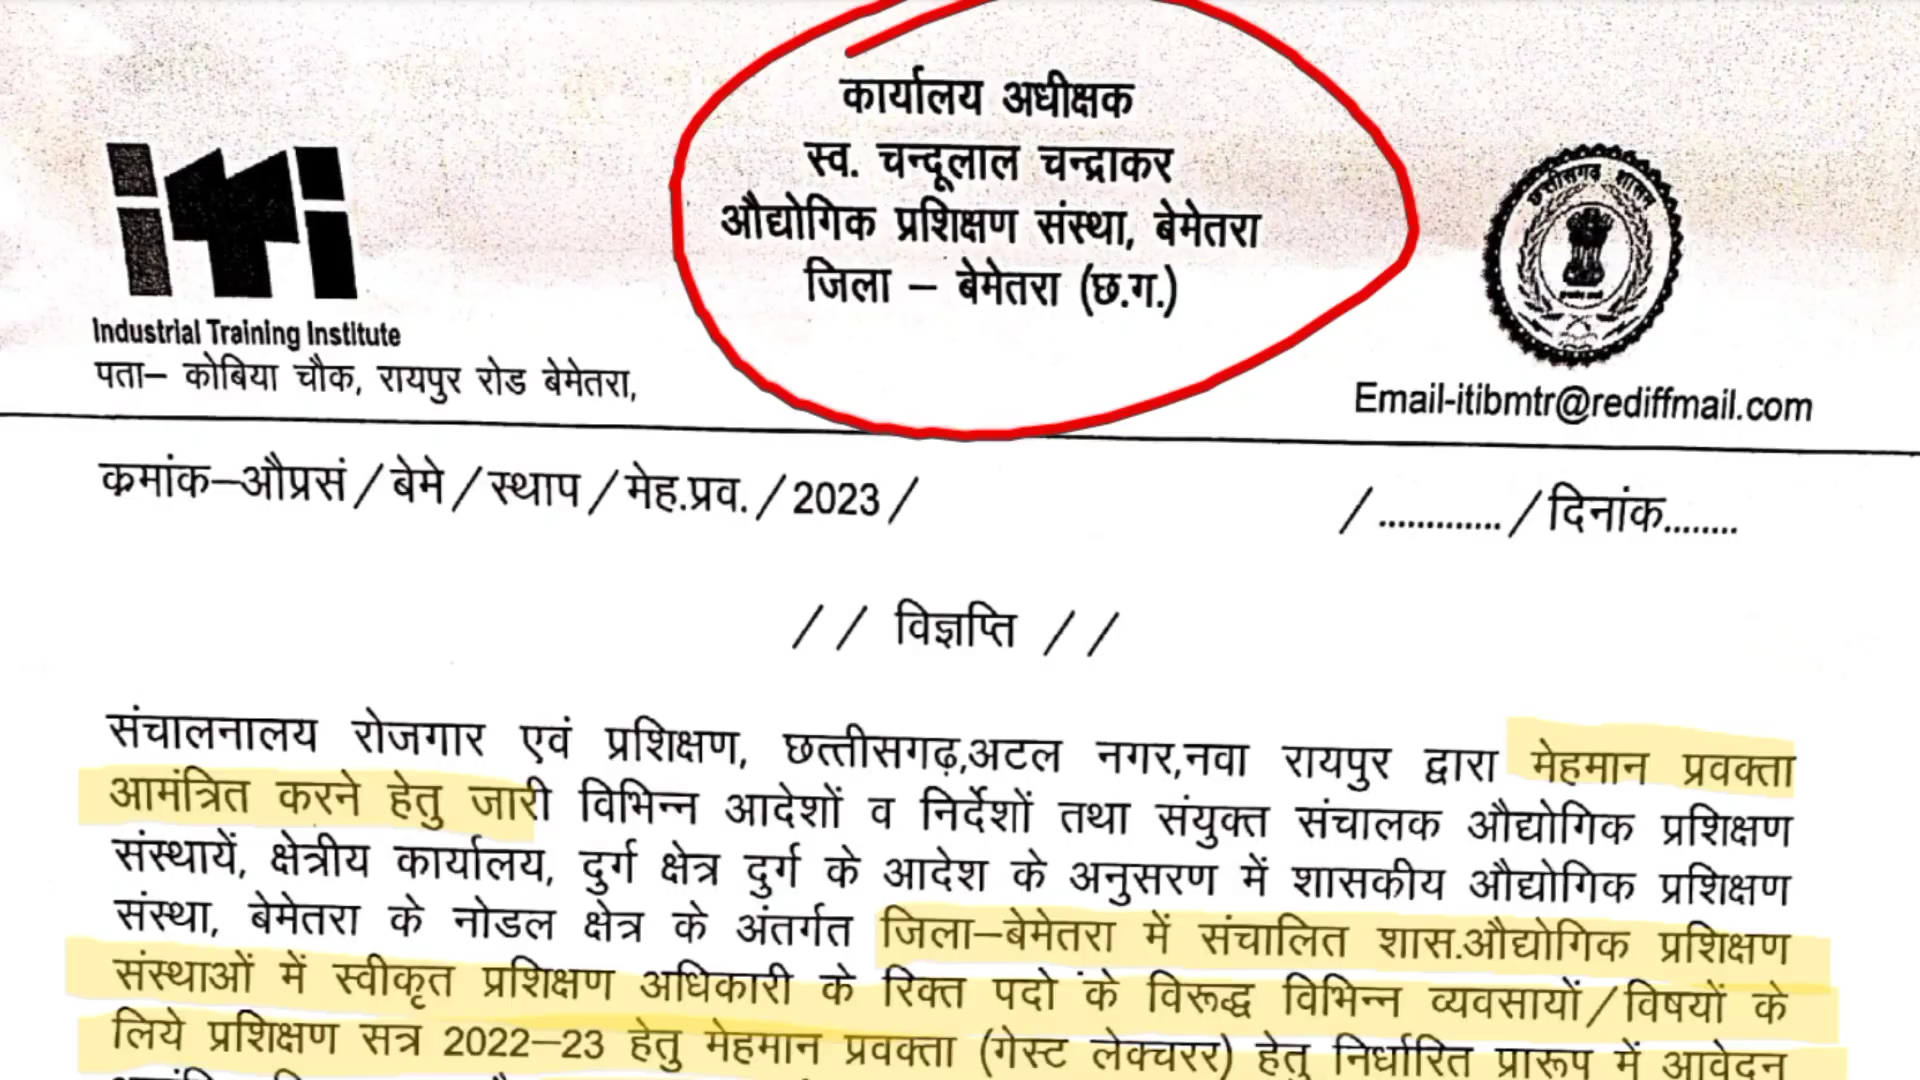 कार्यालय अधीक्षक
स्व. चन्दूलाल चन्द्राकर
औद्योगिक प्रशिक्षण संस्था, बेमेतरा
जिला – बेमेतरा (छ.ग.)
iTi
Industrial Training Institute
पता– कोबिया चौक, रायपुर रोड बेमेतरा,
छत्तीसगढ़ शासन
Email-itibmtr@rediffmail.com
क्रमांक–औप्रसं/बेमे/स्थाप/मेह.प्रव./2023/
/............./दिनांक........
// विज्ञप्ति //
संचालनालय रोजगार एवं प्रशिक्षण, छत्तीसगढ़,अटल नगर,नवा रायपुर द्वारा मेहमान प्रवक्ता
आमंत्रित करने हेतु जारी विभिन्न आदेशों व निर्देशों तथा संयुक्त संचालक औद्योगिक प्रशिक्षण
संस्थायें, क्षेत्रीय कार्यालय, दुर्ग क्षेत्र दुर्ग के आदेश के अनुसरण में शासकीय औद्योगिक प्रशिक्षण
संस्था, बेमेतरा के नोडल क्षेत्र के अंतर्गत जिला–बेमेतरा में संचालित शास.औद्योगिक प्रशिक्षण
संस्थाओं में स्वीकृत प्रशिक्षण अधिकारी के रिक्त पदो ंके विरूद्ध विभिन्न व्यवसायों/विषयों के
लिये प्रशिक्षण सत्र 2022–23 हेतु मेहमान प्रवक्ता (गेस्ट लेक्चरर) हेतु निर्धारित प्रारूप में आवेदन